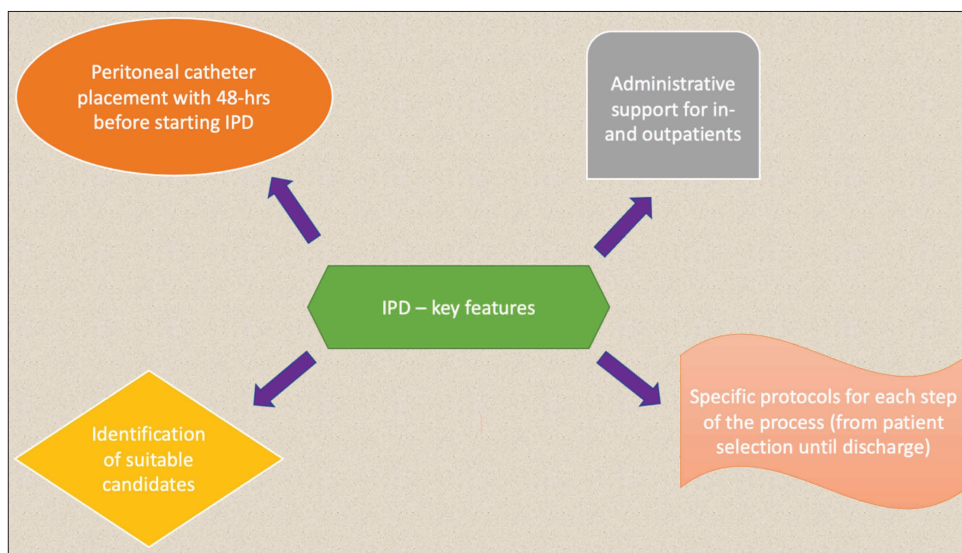 Peritoneal catheter
placement with 48-hrs
before starting IPD
Administrative
support for in-
and outpatients
IPD – key features
Identification
of suitable
candidates
Specific protocols for each step
of the process (from patient
selection until discharge)